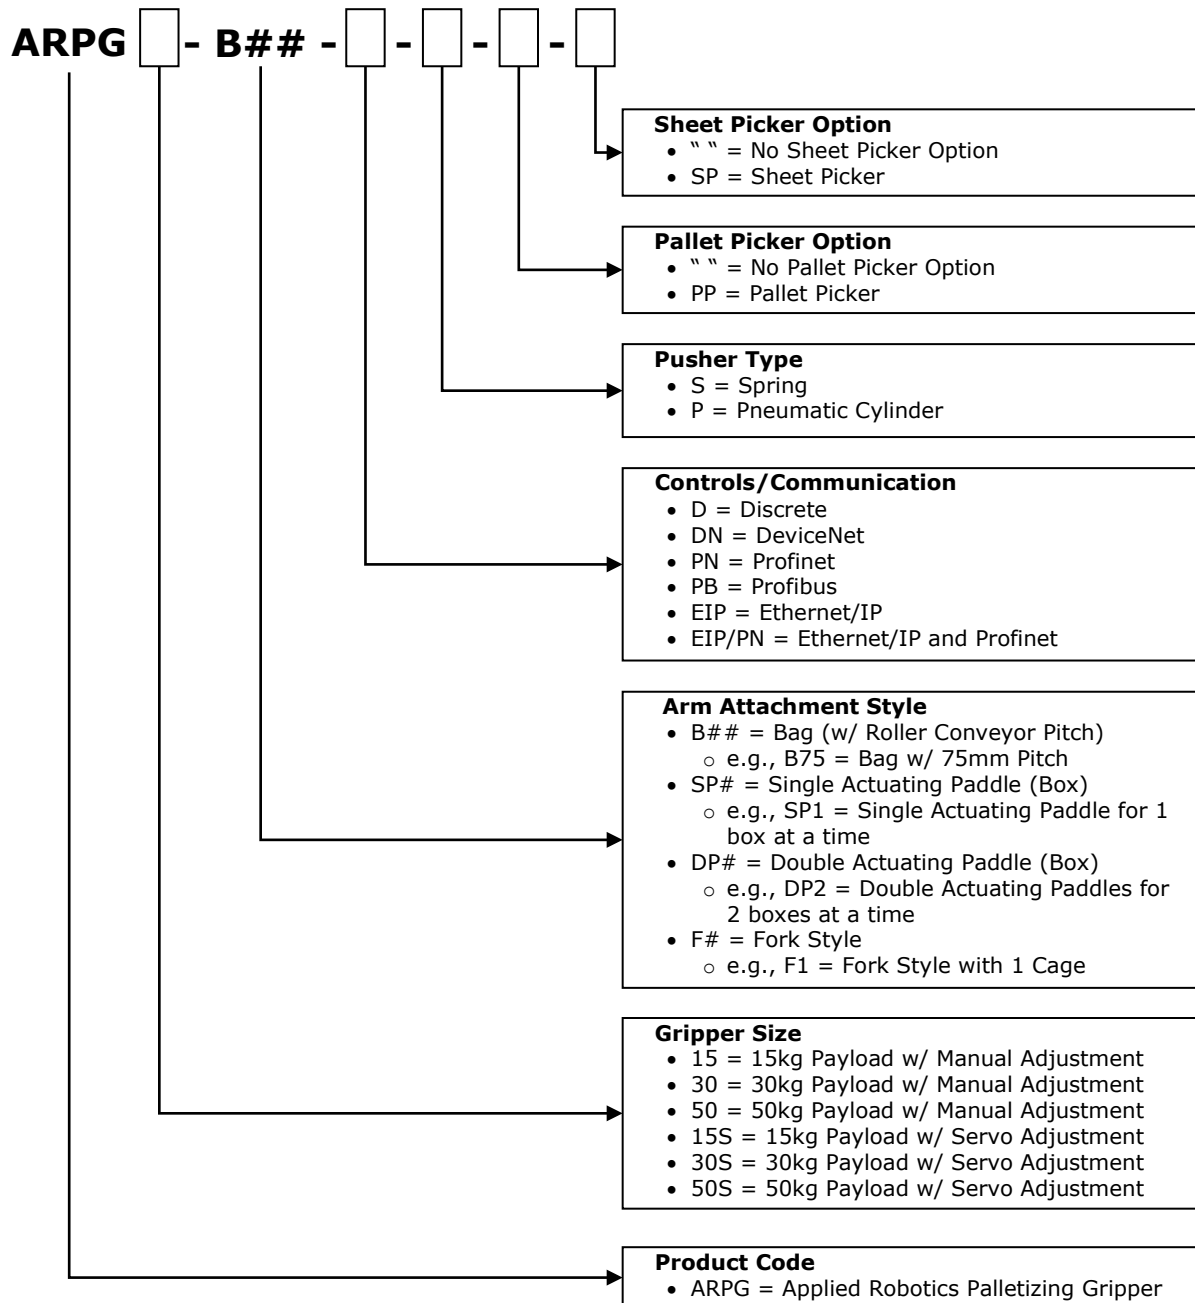 ARPG - B## - - - -
Sheet Picker Option
• “ “ = No Sheet Picker Option
• SP = Sheet Picker
Pallet Picker Option
• “ “ = No Pallet Picker Option
• PP = Pallet Picker
Pusher Type
• S = Spring
• P = Pneumatic Cylinder
Controls/Communication
• D = Discrete
• DN = DeviceNet
• PN = Profinet
• PB = Profibus
• EIP = Ethernet/IP
• EIP/PN = Ethernet/IP and Profinet
Arm Attachment Style
• B## = Bag (w/ Roller Conveyor Pitch)
o e.g., B75 = Bag w/ 75mm Pitch
• SP# = Single Actuating Paddle (Box)
o e.g., SP1 = Single Actuating Paddle for 1
box at a time
• DP# = Double Actuating Paddle (Box)
o e.g., DP2 = Double Actuating Paddles for
2 boxes at a time
• F# = Fork Style
o e.g., F1 = Fork Style with 1 Cage
Gripper Size
• 15 = 15kg Payload w/ Manual Adjustment
• 30 = 30kg Payload w/ Manual Adjustment
• 50 = 50kg Payload w/ Manual Adjustment
• 15S = 15kg Payload w/ Servo Adjustment
• 30S = 30kg Payload w/ Servo Adjustment
• 50S = 50kg Payload w/ Servo Adjustment
Product Code
• ARPG = Applied Robotics Palletizing Gripper